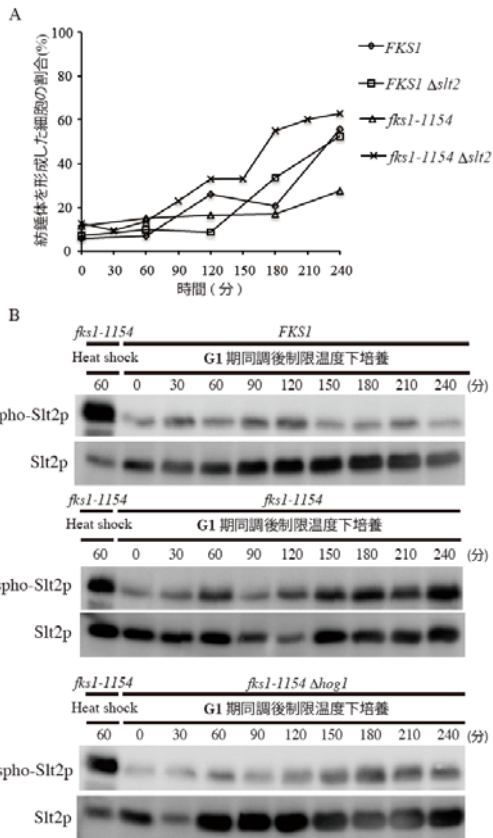 A
紡錘体を形成した細胞の割合(%)
100
80
60
40
20
0
0 30 60 90 120 150 180 210 240
時間 ( 分 )
FKS1
FKS1 Δslt2
fks1-1154
fks1-1154 Δslt2
B
fks1-1154 FKS1
Heat shock G1 期同調後制限温度下培養
60 0 30 60 90 120 150 180 210 240 (分)
pho-Slt2p
Slt2p
fks1-1154 fks1-1154
Heat shock G1 期同調後制限温度下培養
60 0 30 60 90 120 150 180 210 240 (分)
pho-Slt2p
Slt2p
fks1-1154 fks1-1154 Δhog1
Heat shock G1 期同調後制限温度下培養
60 0 30 60 90 120 150 180 210 240 (分)
pho-Slt2p
Slt2p